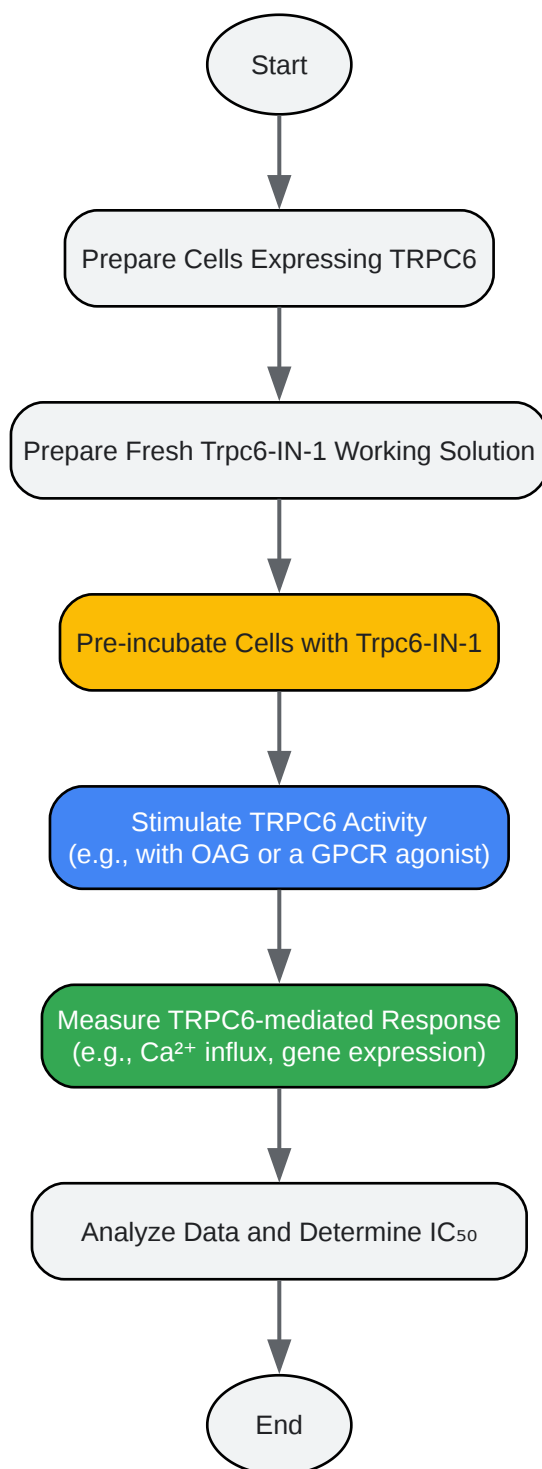 Start
Prepare Cells Expressing TRPC6
Prepare Fresh Trpc6-IN-1 Working Solution
Pre-incubate Cells with Trpc6-IN-1
Stimulate TRPC6 Activity
(e.g., with OAG or a GPCR agonist)
Measure TRPC6-mediated Response
(e.g., Ca²⁺ influx, gene expression)
Analyze Data and Determine IC₅₀
End